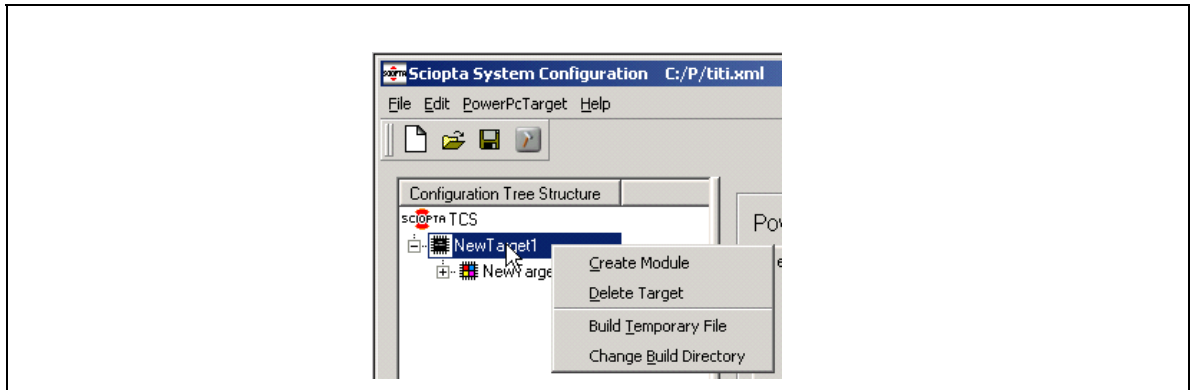 Sciopta System Configuration C:/P/titi.xml
File Edit PowerPcTarget Help
Configuration Tree Structure
SCIOPTA TCS
NewTarget1
Create Module
Delete Target
Build Temporary File
Change Build Directory